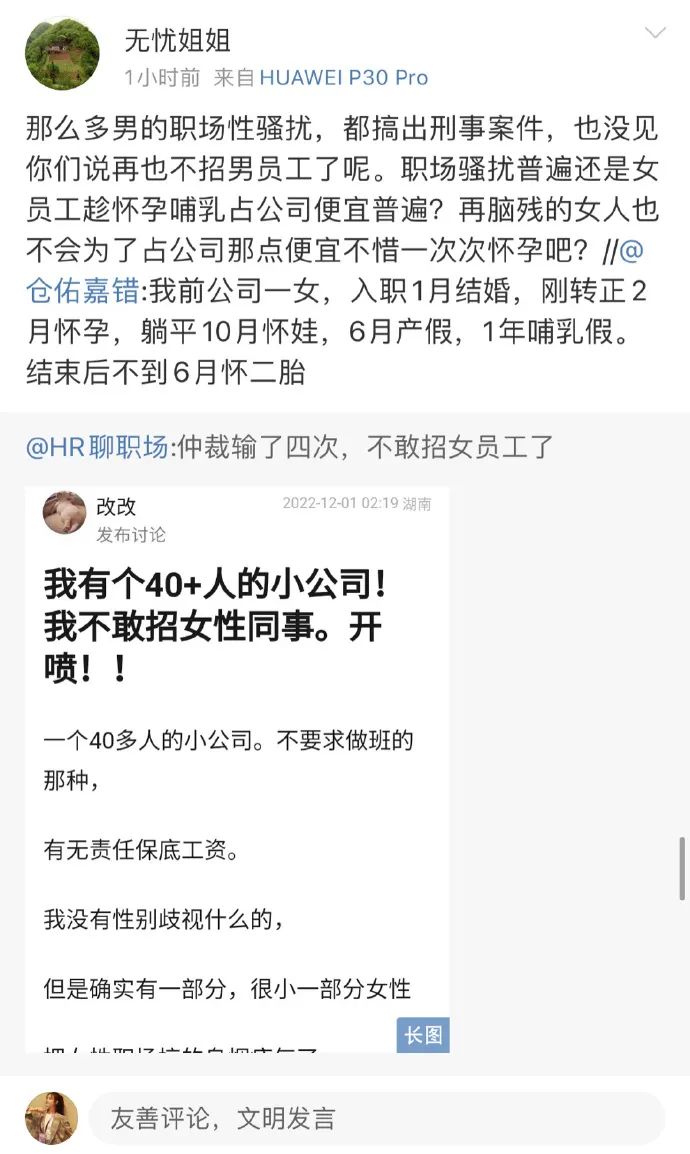 无忧姐姐
1小时前 来自HUAWEI P30 Pro
那么多男的职场性骚扰，都搞出刑事案件，也没见
你们说再也不招男员工了呢。职场骚扰普遍还是女
员工趁怀孕哺乳占公司便宜普遍？再脑残的女人也
不会为了占公司那点便宜不惜一次次怀孕吧？//@
仓佑嘉错:我前公司一女，入职1月结婚，刚转正2
月怀孕，躺平10月怀娃，6月产假，1年哺乳假。
结束后不到6月怀二胎
@HR聊职场:仲裁输了四次，不敢招女员工了
改改
2022-12-01 02:19 湖南
发布讨论
我有个40+人的小公司！
我不敢招女性同事。开
喷！！
一个40多人的小公司。不要求做班的
那种，
有无责任保底工资。
我没有性别歧视什么的，
但是确实有一部分，很小一部分女性
长图
友善评论，文明发言